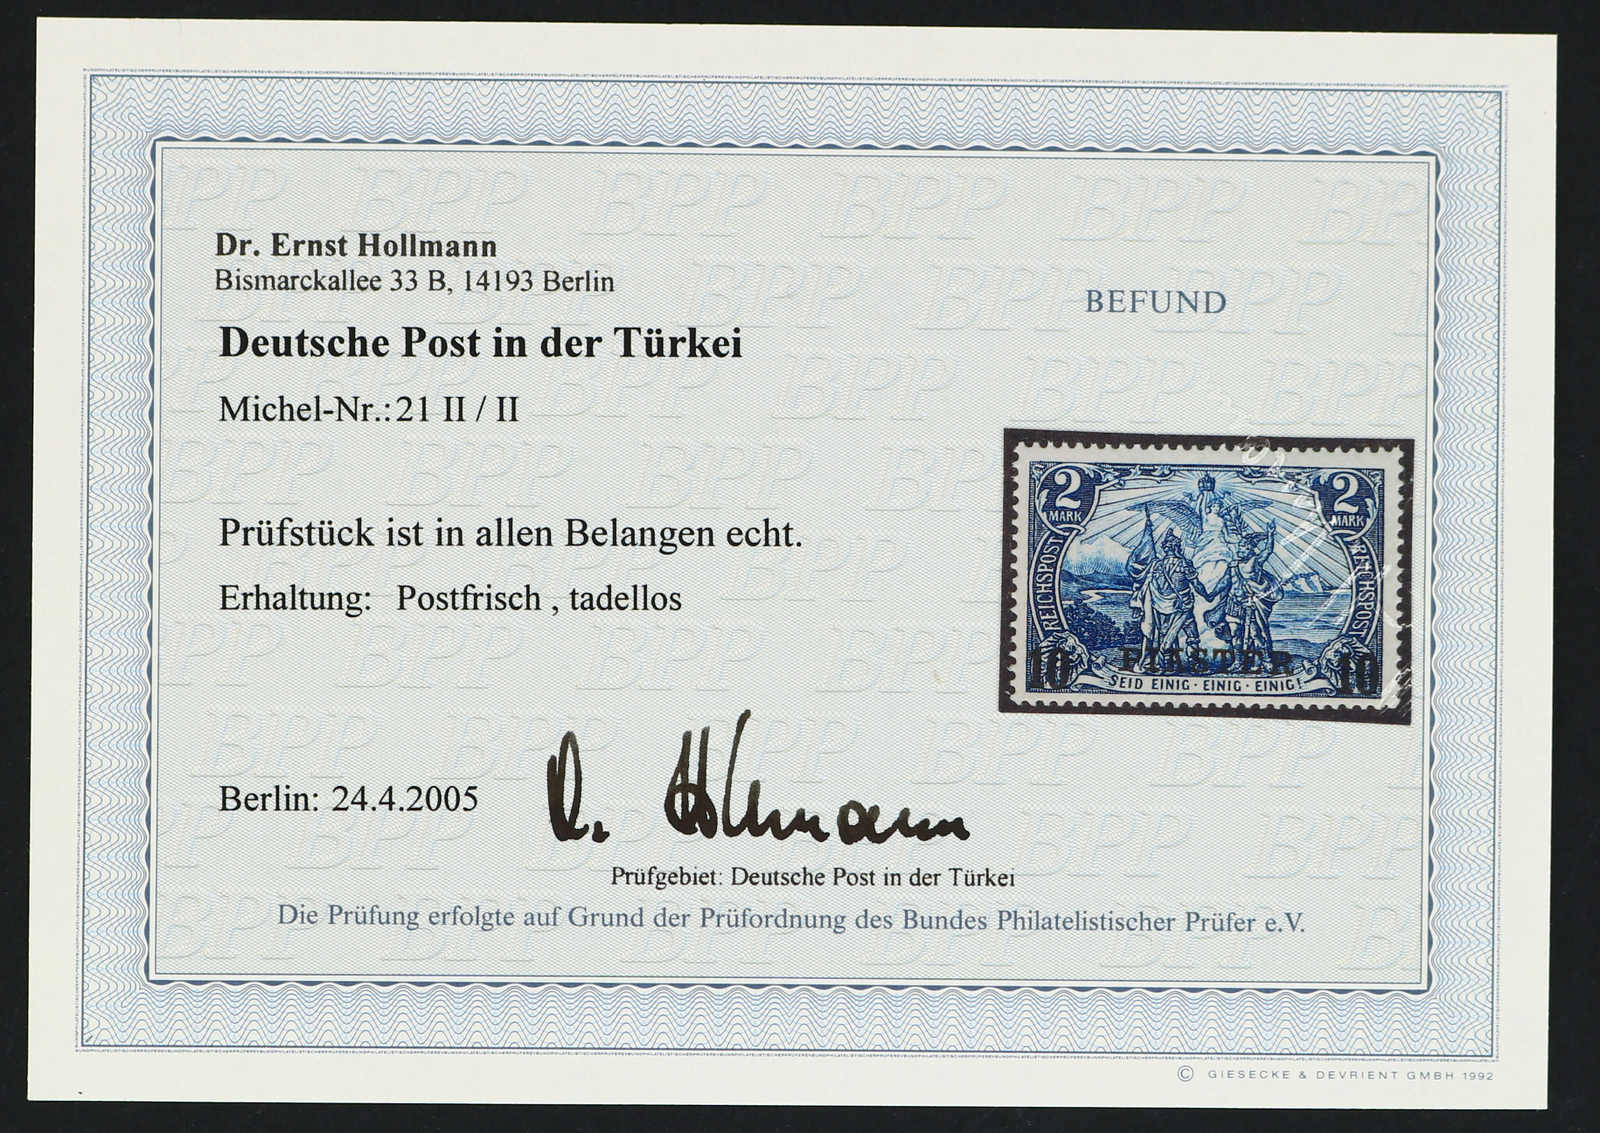 Dr. Ernst Hollmann
Bismarckallee 33 B, 14193 Berlin
BEFUND
Deutsche Post in der Türkei
Michel-Nr.: 21 II / II
Prüfstück ist in allen Belangen echt.
Erhaltung: Postfrisch , tadellos
2 MARK
2 MARK
REICHSPOST
REICHSPOST
10 PIASTER 10
SEID EINIG · EINIG · EINIG!
Berlin: 24.4.2005
Dr. Hollmann
Prüfgebiet: Deutsche Post in der Türkei
Die Prüfung erfolgte auf Grund der Prüfordnung des Bundes Philatelistischer Prüfer e.V.
© GIESECKE & DEVRIENT GMBH 1992